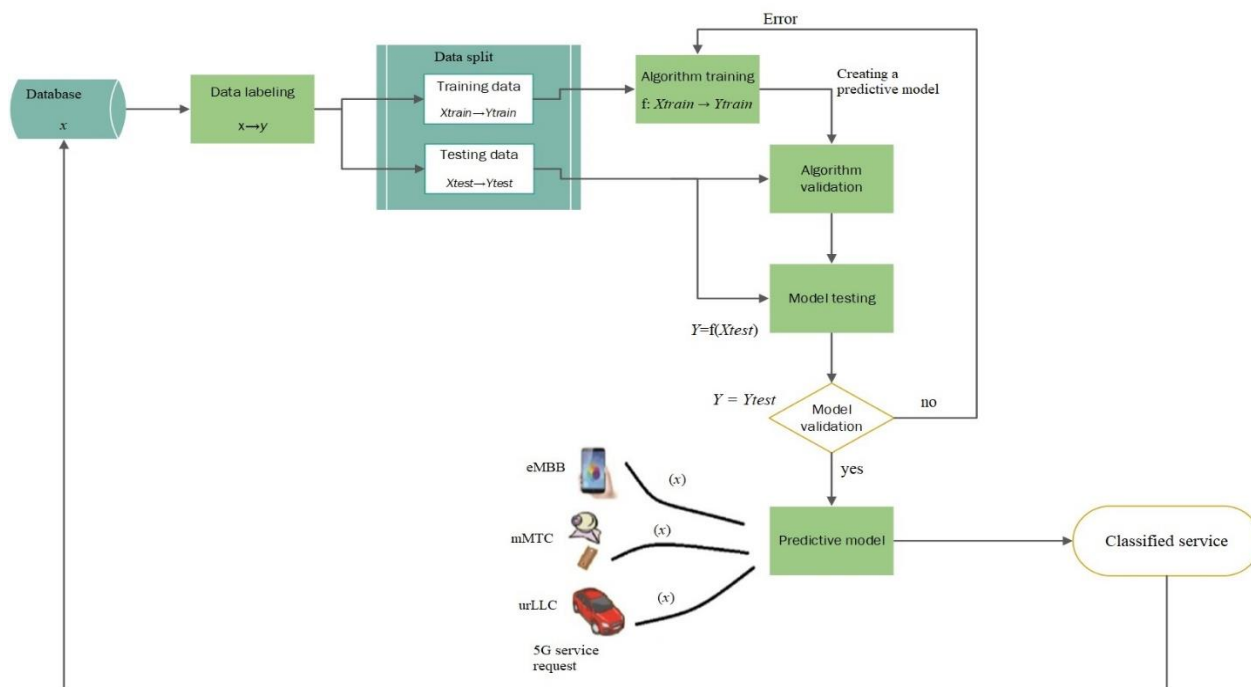 Error
Database
x
Data labeling
x→y
Data split
Training data
Xtrain→Ytrain
Testing data
Xtest→Ytest
Algorithm training
f: Xtrain → Ytrain
Creating a
predictive model
Algorithm
validation
Model testing
Y=f(Xtest)
Y = Ytest
Model
validation
no
yes
eMBB
(x)
mMTC
(x)
urLLC
(x)
5G service
request
Predictive model
Classified service